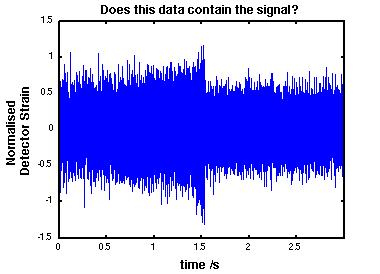 Does this data contain the signal?
1.5
1
0.5
0
-0.5
-1
-1.5
Normalised
Detector Strain
0 0.5 1 1.5 2 2.5
time /s